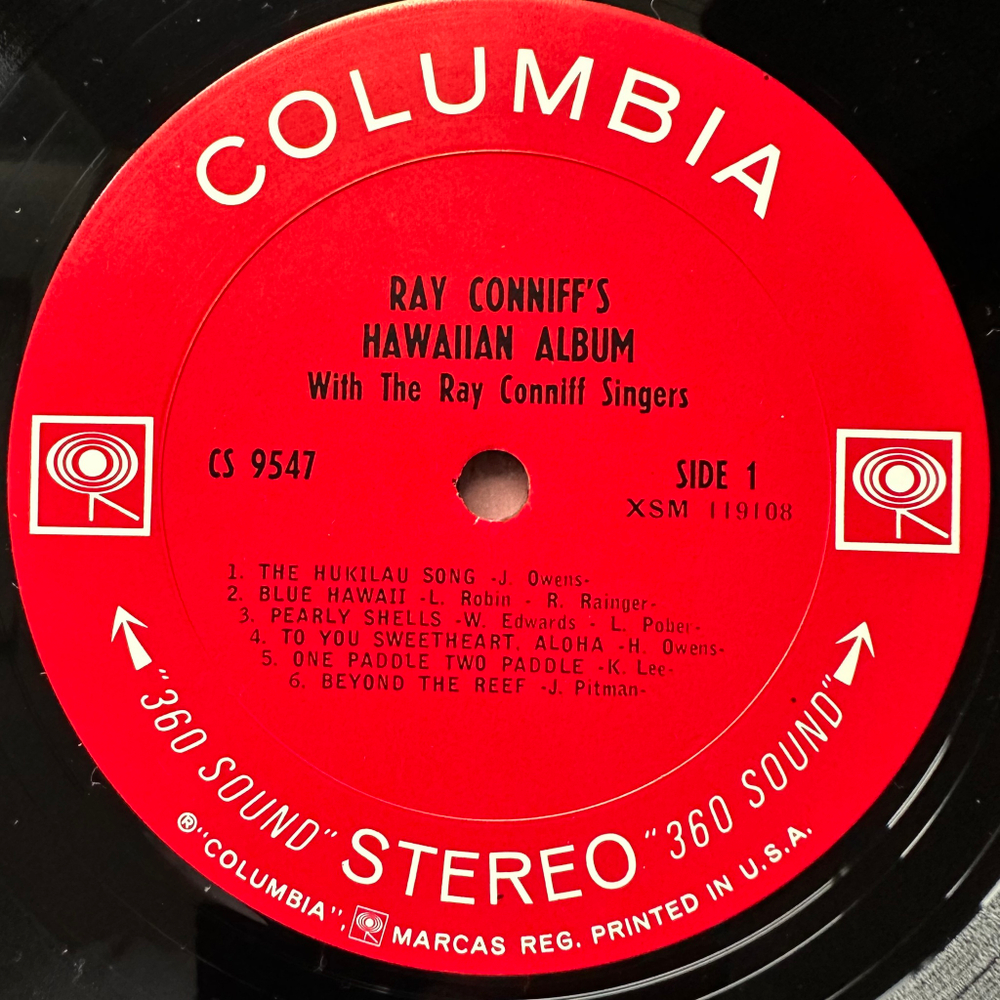 COLUMBIA
RAY CONNIFF'S
HAWAIIAN ALBUM
With The Ray Conniff Singers
CS 9547
SIDE 1
XSM 119108
1. THE HUKILAU SONG -J. Owens-
2. BLUE HAWAII -L. Robin - R. Rainger-
3. PEARLY SHELLS -W. Edwards - L. Pober-
4. TO YOU SWEETHEART, ALOHA -H. Owens-
5. ONE PADDLE TWO PADDLE -K. Lee-
6. BEYOND THE REEF -J. Pitman-
"360 SOUND" STEREO "360 SOUND"
®"COLUMBIA", MARCAS REG. PRINTED IN U.S.A.